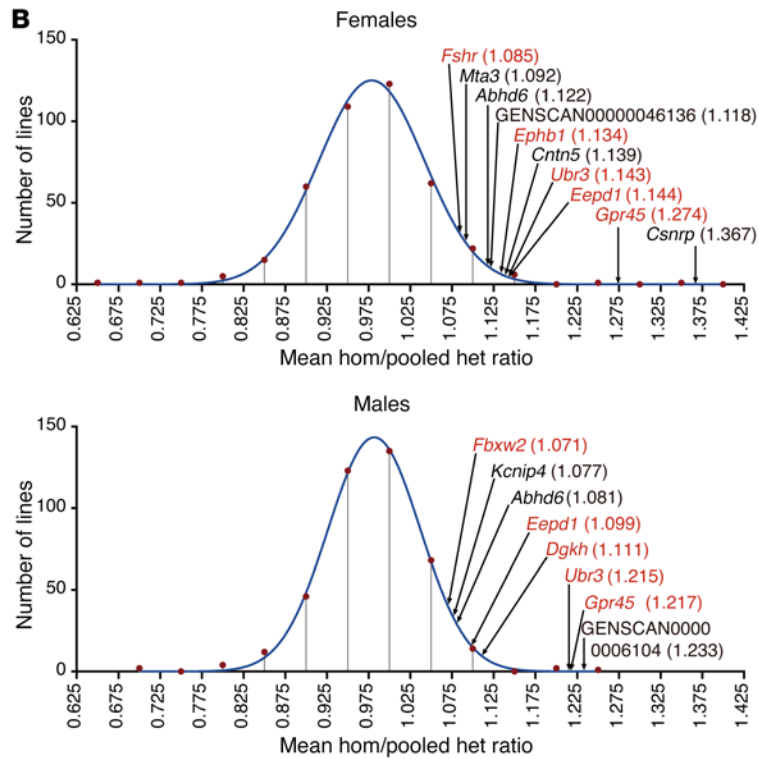 B
Females
150
100
50
0
Number of lines
Fshr (1.085)
Mta3 (1.092)
Abhd6 (1.122)
GENSCAN00000046136 (1.118)
Ephb1 (1.134)
Cntn5 (1.139)
Ubr3 (1.143)
Eepd1 (1.144)
Gpr45 (1.274)
Csnrp (1.367)
0.625 0.675 0.725 0.775 0.825 0.875 0.925 0.975 1.025 1.075 1.125 1.175 1.225 1.275 1.325 1.375 1.425
Mean hom/pooled het ratio
Males
150
100
50
0
Number of lines
Fbxw2 (1.071)
Kcnip4 (1.077)
Abhd6 (1.081)
Eepd1 (1.099)
Dgkh (1.111)
Ubr3 (1.215)
Gpr45 (1.217)
GENSCAN0000
0006104 (1.233)
0.625 0.675 0.725 0.775 0.825 0.875 0.925 0.975 1.025 1.075 1.125 1.175 1.225 1.275 1.325 1.375 1.425
Mean hom/pooled het ratio